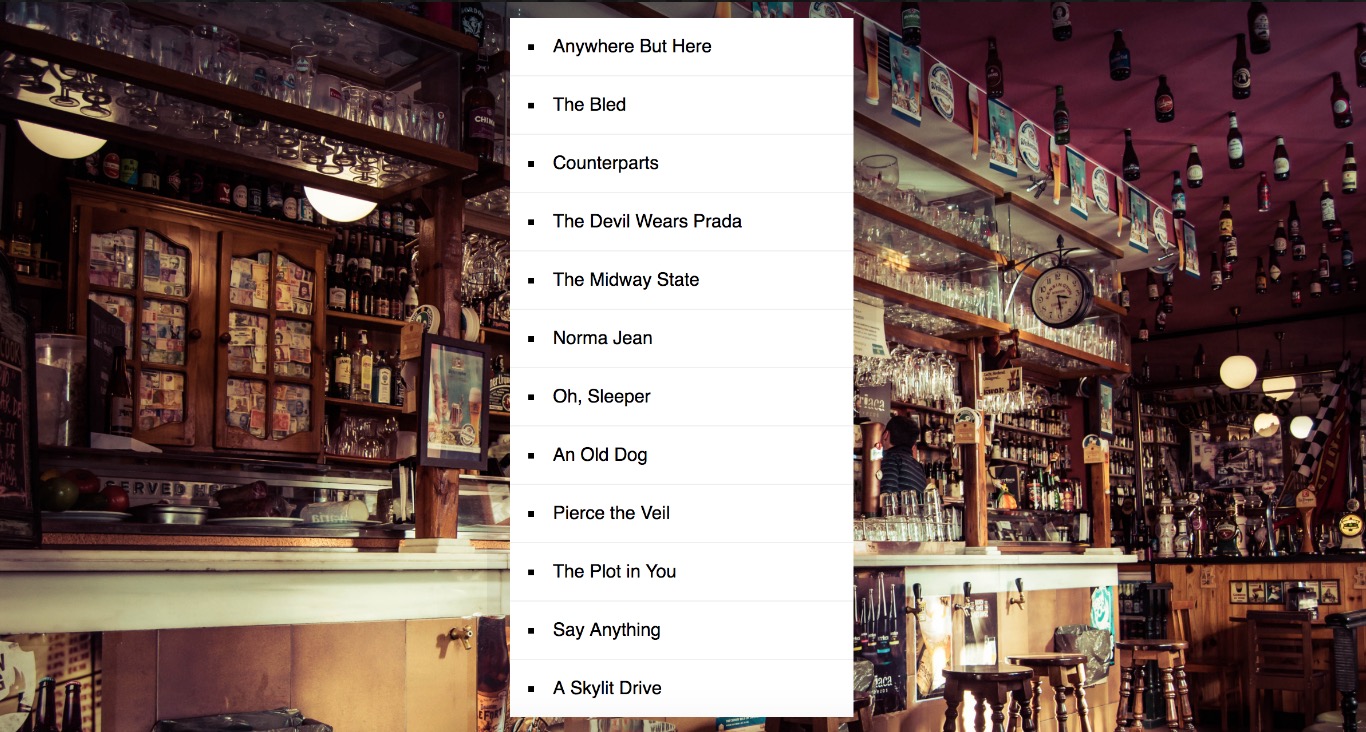 Anywhere But Here
The Bled
Counterparts
The Devil Wears Prada
The Midway State
Norma Jean
Oh, Sleeper
An Old Dog
Pierce the Veil
The Plot in You
Say Anything
A Skylit Drive
GUINNESS